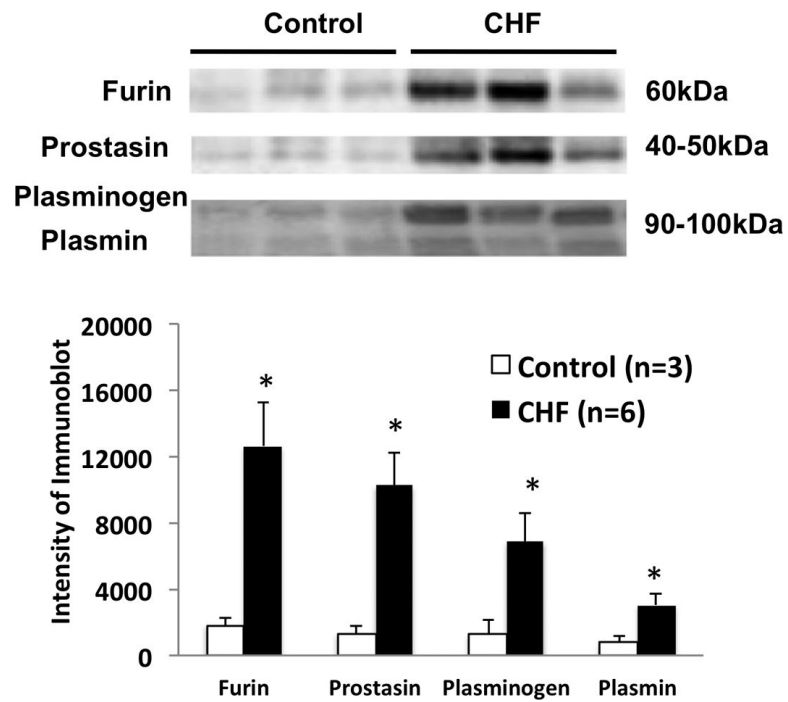 Control CHF
Furin 60kDa
Prostasin 40-50kDa
Plasminogen
Plasmin 90-100kDa
20000
16000
12000
8000
4000
0
Intensity of Immunoblot
Control (n=3)
CHF (n=6)
* * * *
Furin Prostasin Plasminogen Plasmin